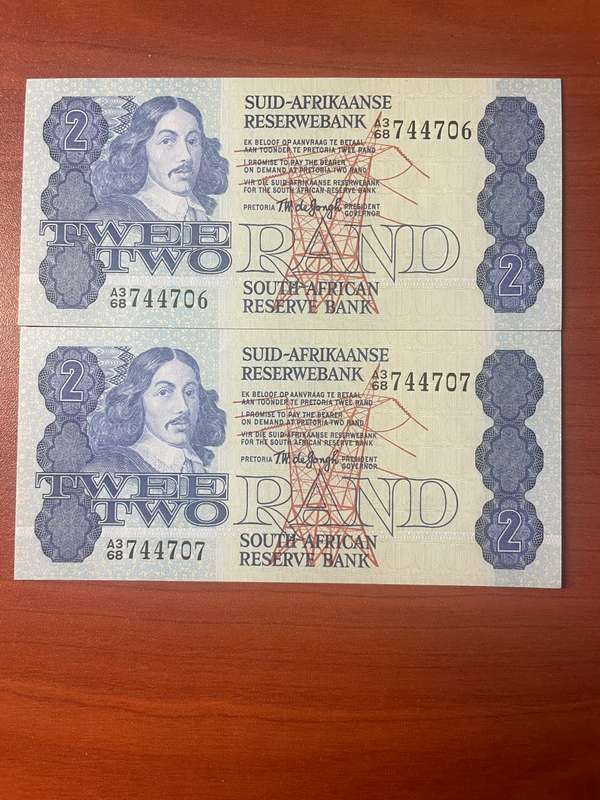 2
SUID-AFRIKAANSE
RESERWEBANK
A3/68 744706
EK BELOOF OP AANVRAAG TE BETAAL
AAN TOONDER TE PRETORIA TWEE RAND
I PROMISE TO PAY THE BEARER
ON DEMAND AT PRETORIA TWO RAND
VIR DIE SUID-AFRIKAANSE RESERWEBANK
FOR THE SOUTH AFRICAN RESERVE BANK
PRETORIA T.W. de Jongh PRESIDENT
GOVERNOR
TWEE
TWO
RAND
2
A3/68 744706
SOUTH AFRICAN
RESERVE BANK
2
SUID-AFRIKAANSE
RESERWEBANK
A3/68 744707
EK BELOOF OP AANVRAAG TE BETAAL
AAN TOONDER TE PRETORIA TWEE RAND
I PROMISE TO PAY THE BEARER
ON DEMAND AT PRETORIA TWO RAND
VIR DIE SUID-AFRIKAANSE RESERWEBANK
FOR THE SOUTH AFRICAN RESERVE BANK
PRETORIA T.W. de Jongh PRESIDENT
GOVERNOR
TWEE
TWO
RAND
2
A3/68 744707
SOUTH AFRICAN
RESERVE BANK